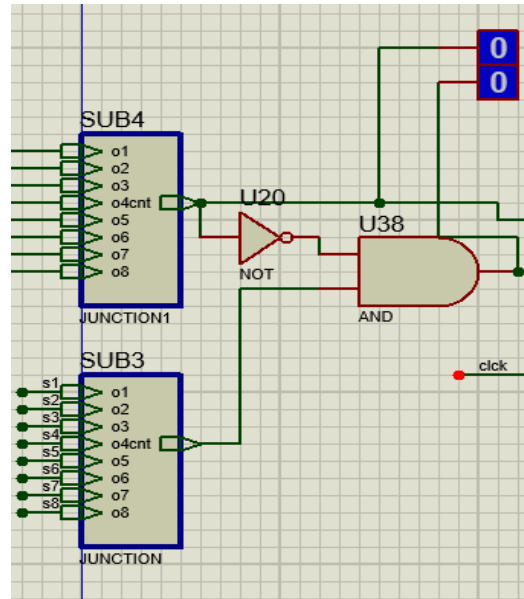 0
0
SUB4
o1
o2
o3
o4cnt
o5
o6
o7
o8
JUNCTION1
U20
NOT
U38
AND
clck
SUB3
s1 o1
s2 o2
s3 o3
s4 o4cnt
s5 o5
s6 o6
s7 o7
s8 o8
JUNCTION